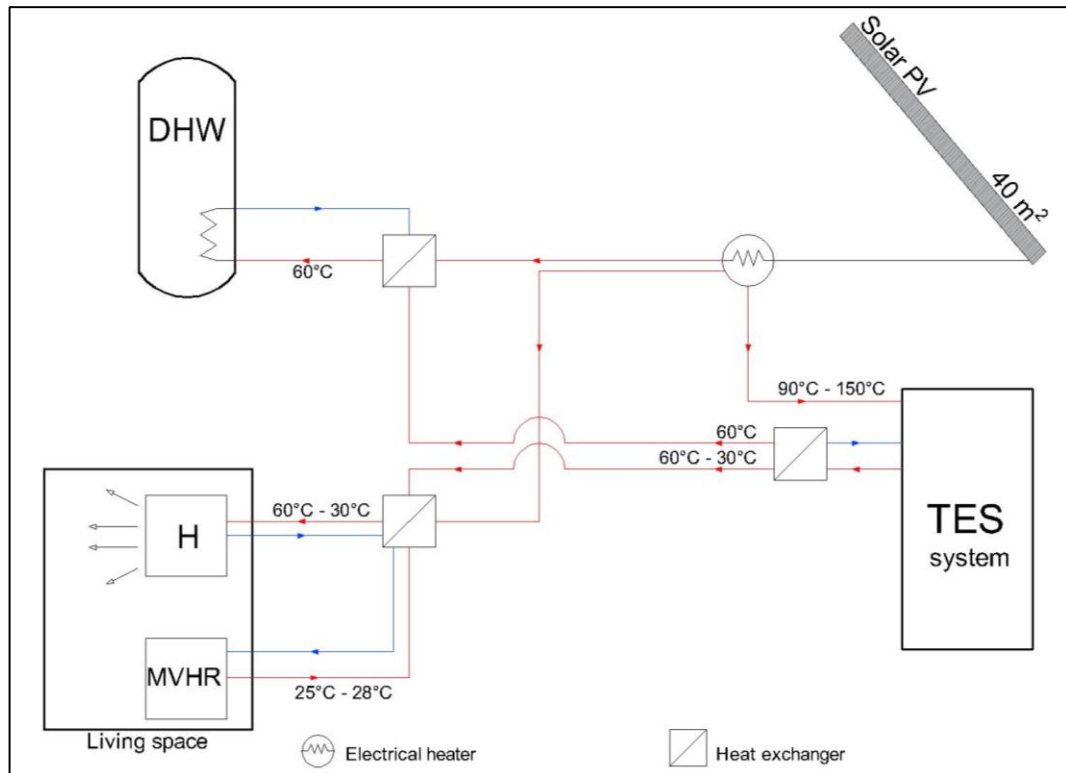 Solar PV
40 m²
DHW
60°C
90°C - 150°C
60°C
60°C - 30°C
TES
system
60°C - 30°C
H
MVHR
25°C - 28°C
Living space
Electrical heater
Heat exchanger